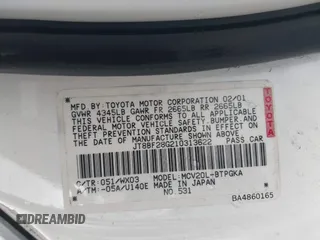 MFD. BY TOYOTA MOTOR CORPORATION 02/01
GVWR 4345LB GAWR FR 2665LB RR 2665LB
THIS VEHICLE CONFORMS TO ALL APPLICABLE
FEDERAL MOTOR VEHICLE SAFETY, BUMPER,
AND THEFT PREVENTION STANDARDS IN EFFECT
ON THE DATE OF MANUFACTURE SHOWN ABOVE.
JT8BF28G210313622 PASS CAR
TOYOTA TOYOTA
C/TR: 051/WX03 MODEL: MCV20L-BTPGKA
A/TM: -05A/U140E MADE IN JAPAN
NO.531
BA4860165